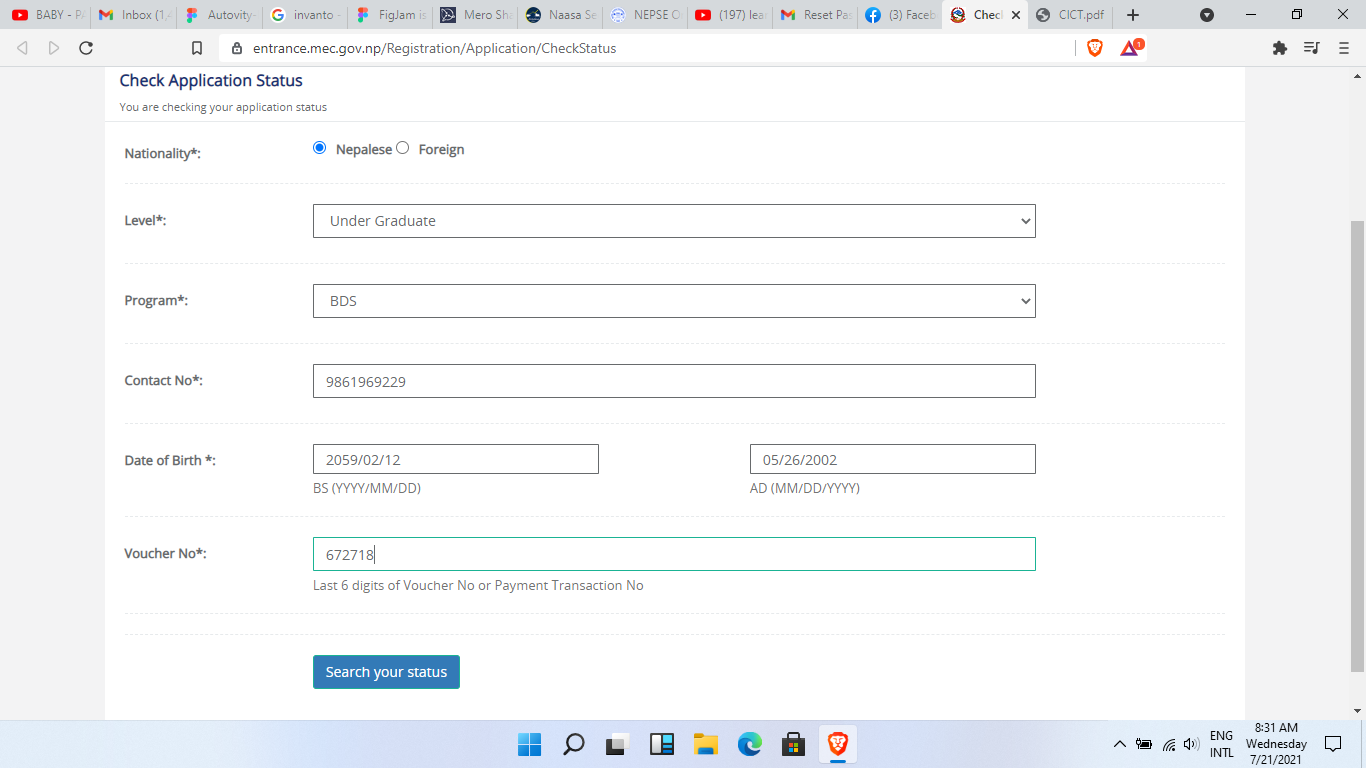 BABY - Pa
Inbox (1,4
Autovity-
invanto -
FigJam is
Mero Sha
Naasa Se
NEPSE O
(197) lea
Reset Pas
(3) Faceb
Chec
CICT.pdf
entrance.mec.gov.np/Registration/Application/CheckStatus
1
Check Application Status
You are checking your application status
Nationality*:
Nepalese
Foreign
Level*:
Under Graduate
Program*:
BDS
Contact No*:
9861969229
Date of Birth *:
2059/02/12
05/26/2002
BS (YYYY/MM/DD)
AD (MM/DD/YYYY)
Voucher No*:
672718
Last 6 digits of Voucher No or Payment Transaction No
Search your status
ENG
INTL
8:31 AM
Wednesday
7/21/2021